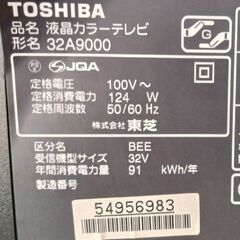 TOSHIBA
品名 液晶カラーテレビ
形名 32A9000
JQA
定格電圧 100V～
定格消費電力 124 W
定格周波数 50/60 Hz
株式会社 東芝
区分名 BEE
受信機型サイズ 32V
年間消費電力量 91 kWh/年
製造番号
54956983